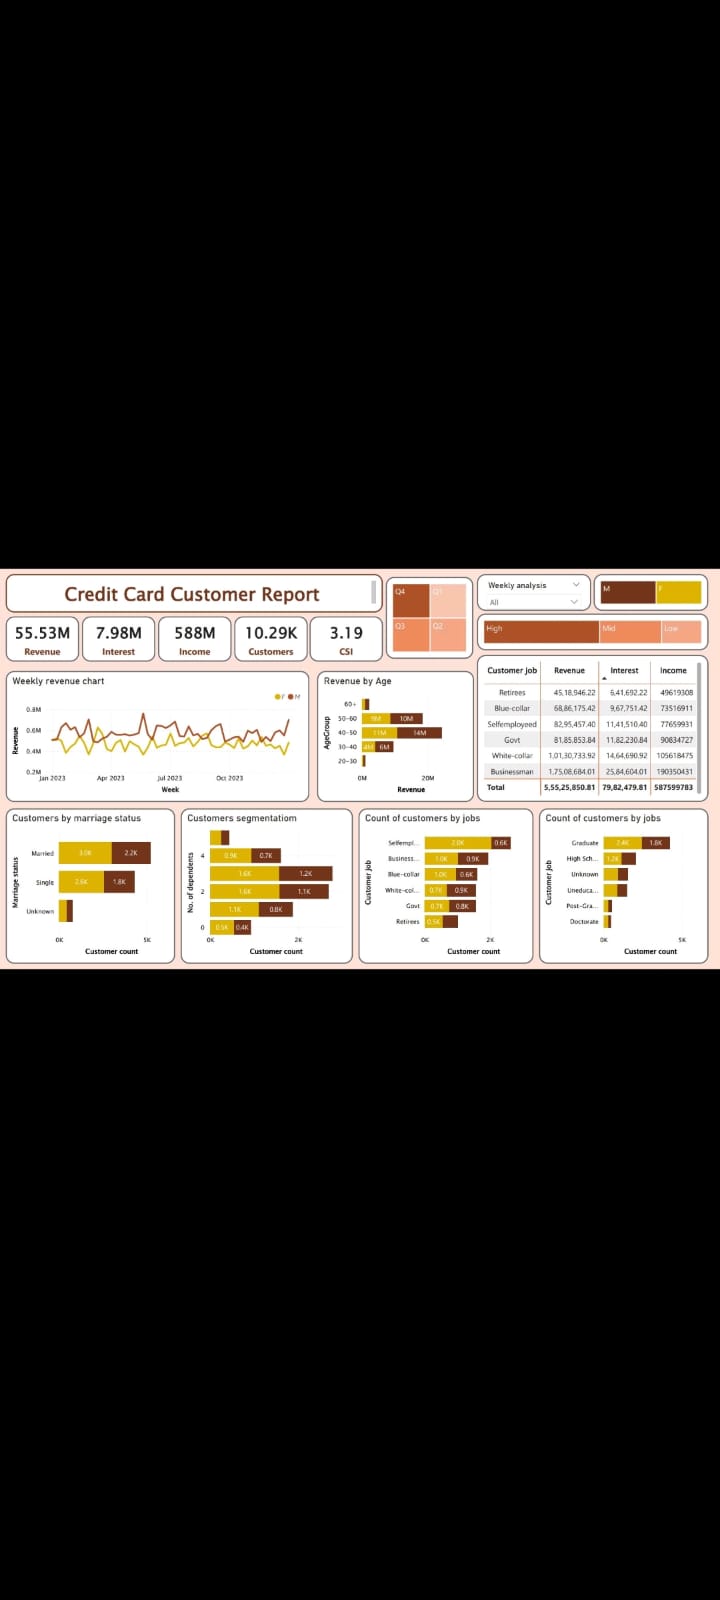 Credit Card Customer Report
55.53M
Revenue
7.98M
Interest
588M
Income
10.29K
Customers
3.19
CSI
Q4
Q1
Q3
Q2
Weekly analysis
All
M
F
High
Mid
Low
Weekly revenue chart
F M
Revenue
0.8M
0.6M
0.4M
0.2M
Jan 2023 Apr 2023 Jul 2023 Oct 2023
Week
Revenue by Age
AgeGroup
60+
50-60 9M 10M
40-50 11M 14M
30-40 4M 6M
20-30
0M 20M
Revenue
Customer Job Revenue Interest Income
Retirees 45,18,946.22 6,41,692.22 49619308
Blue-collar 68,86,175.42 9,67,751.42 73516911
Selfemployeed 82,95,457.40 11,41,510.40 77659931
Govt 81,85,853.84 11,82,230.84 90834727
White-collar 1,01,30,733.92 14,64,690.92 105618475
Businessman 1,75,08,684.01 25,84,604.01 190350431
Total 5,55,25,850.81 79,82,479.81 587599783
Customers by marriage status
Marriage status
Married 3.0K 2.2K
Single 2.6K 1.8K
Unknown
0K 5K
Customer count
Customers segmentatiom
No. of dependents
4 0.9K 0.7K
1.6K 1.2K
2 1.6K 1.1K
1.1K 0.8K
0 0.5K 0.4K
0K 2K
Customer count
Count of customers by jobs
Customer Job
Selfempl... 2.0K 0.6K
Business... 1.0K 0.9K
Blue-collar 1.0K 0.6K
White-col... 0.7K 0.9K
Govt 0.7K 0.8K
Retirees 0.5K
0K 2K
Customer count
Count of customers by jobs
Customer Job
Graduate 2.4K 1.8K
High Sch... 1.2K
Unknown
Uneduca...
Post-Gra...
Doctorate
0K 5K
Customer count